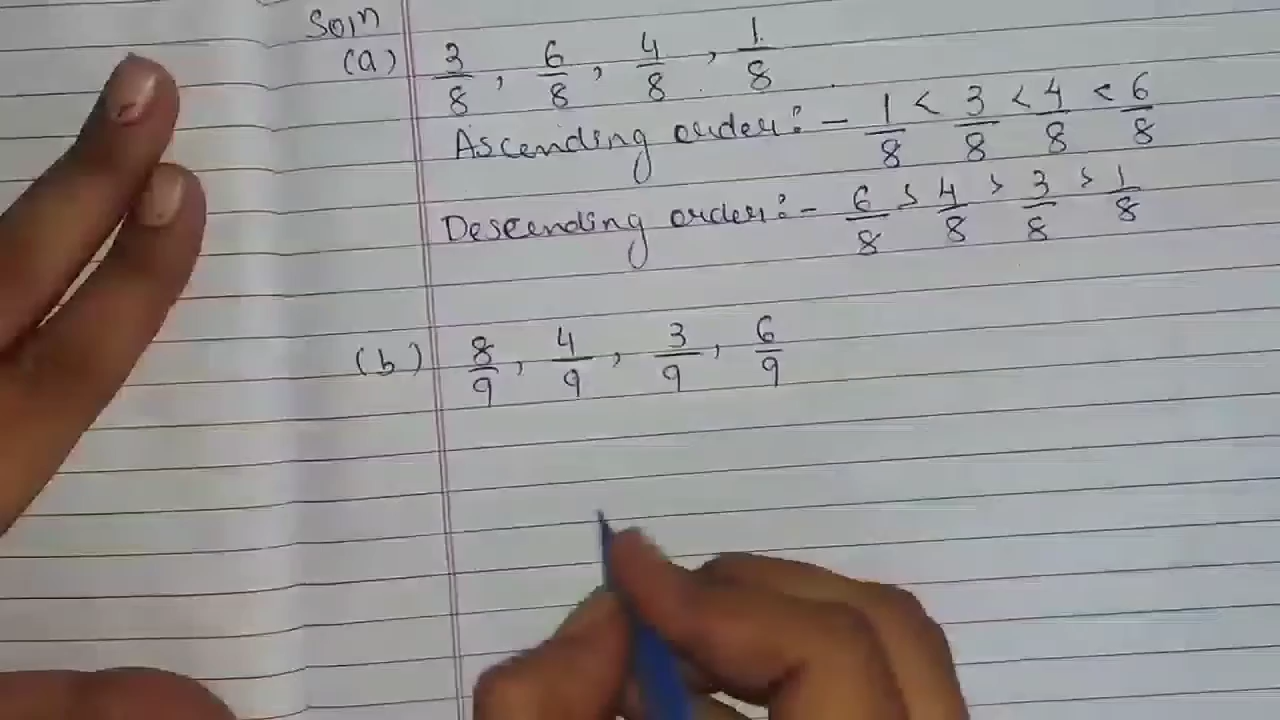 Soln
(a) 3/8, 6/8, 4/8, 1/8
Ascending order:- 1/8 < 3/8 < 4/8 < 6/8
Descending order:- 6/8 > 4/8 > 3/8 > 1/8
(b) 8/9, 4/9, 3/9, 6/9